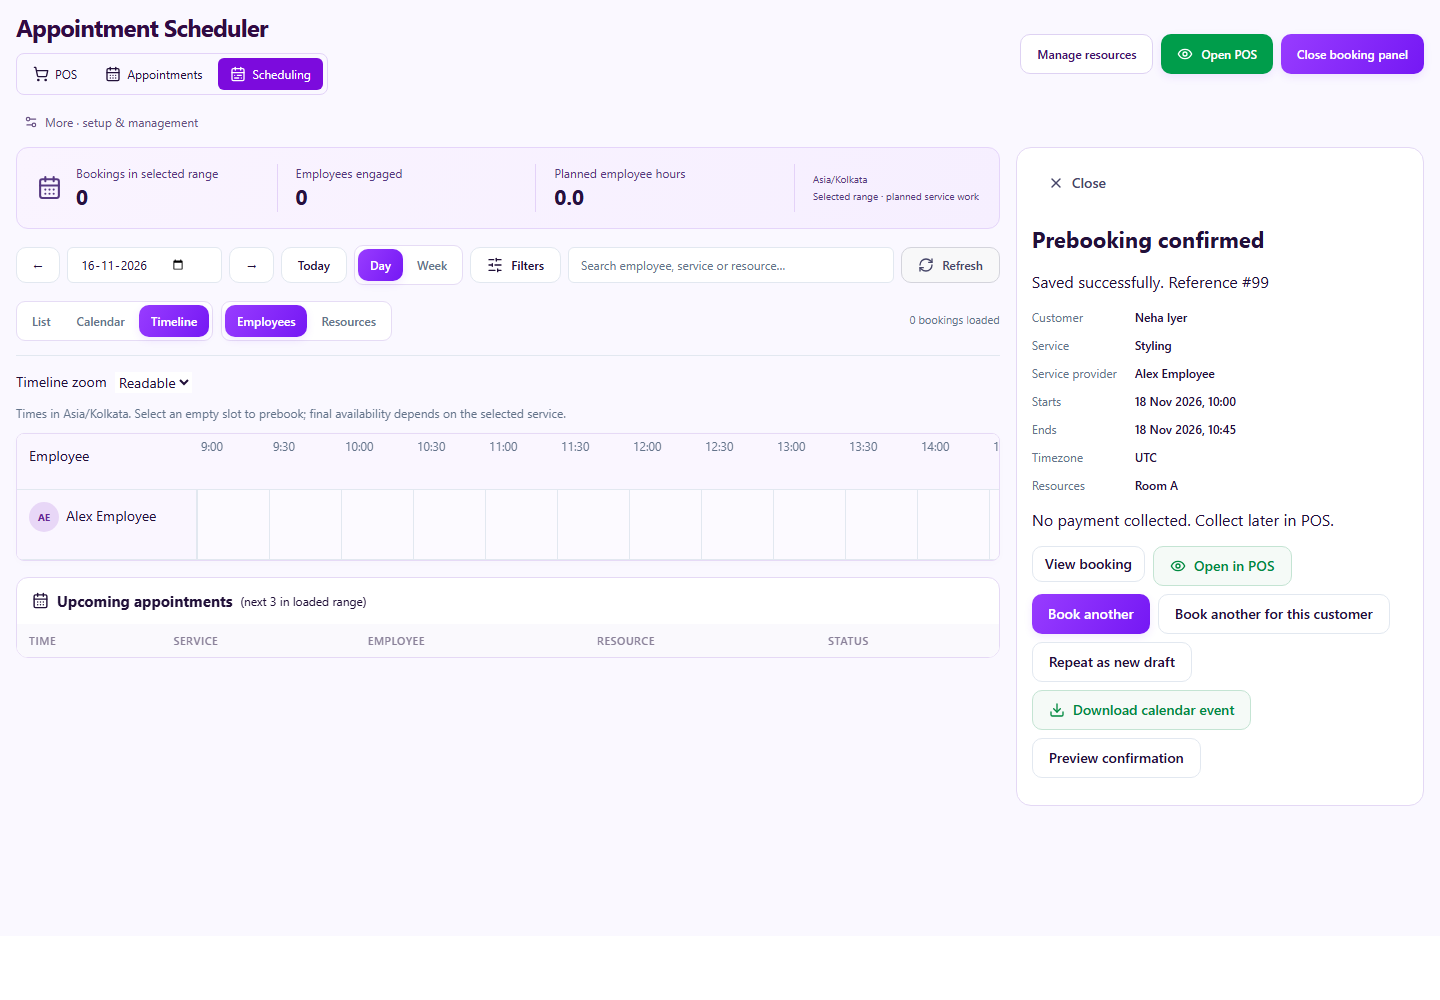 Appointment Scheduler
POS
Appointments
Scheduling
Manage resources
Open POS
Close booking panel
More · setup & management
Bookings in selected range
0
Employees engaged
0
Planned employee hours
0.0
Asia/Kolkata
Selected range · planned service work
←
16-11-2026
→
Today
Day
Week
Filters
Search employee, service or resource...
Refresh
List
Calendar
Timeline
Employees
Resources
0 bookings loaded
Timeline zoom
Readable
Times in Asia/Kolkata. Select an empty slot to prebook; final availability depends on the selected service.
Employee
9:00
9:30
10:00
10:30
11:00
11:30
12:00
12:30
13:00
13:30
14:00
1
AE
Alex Employee
Upcoming appointments (next 3 in loaded range)
TIME
SERVICE
EMPLOYEE
RESOURCE
STATUS
Close
Prebooking confirmed
Saved successfully. Reference #99
Customer Neha Iyer
Service Styling
Service provider Alex Employee
Starts 18 Nov 2026, 10:00
Ends 18 Nov 2026, 10:45
Timezone UTC
Resources Room A
No payment collected. Collect later in POS.
View booking
Open in POS
Book another
Book another for this customer
Repeat as new draft
Download calendar event
Preview confirmation